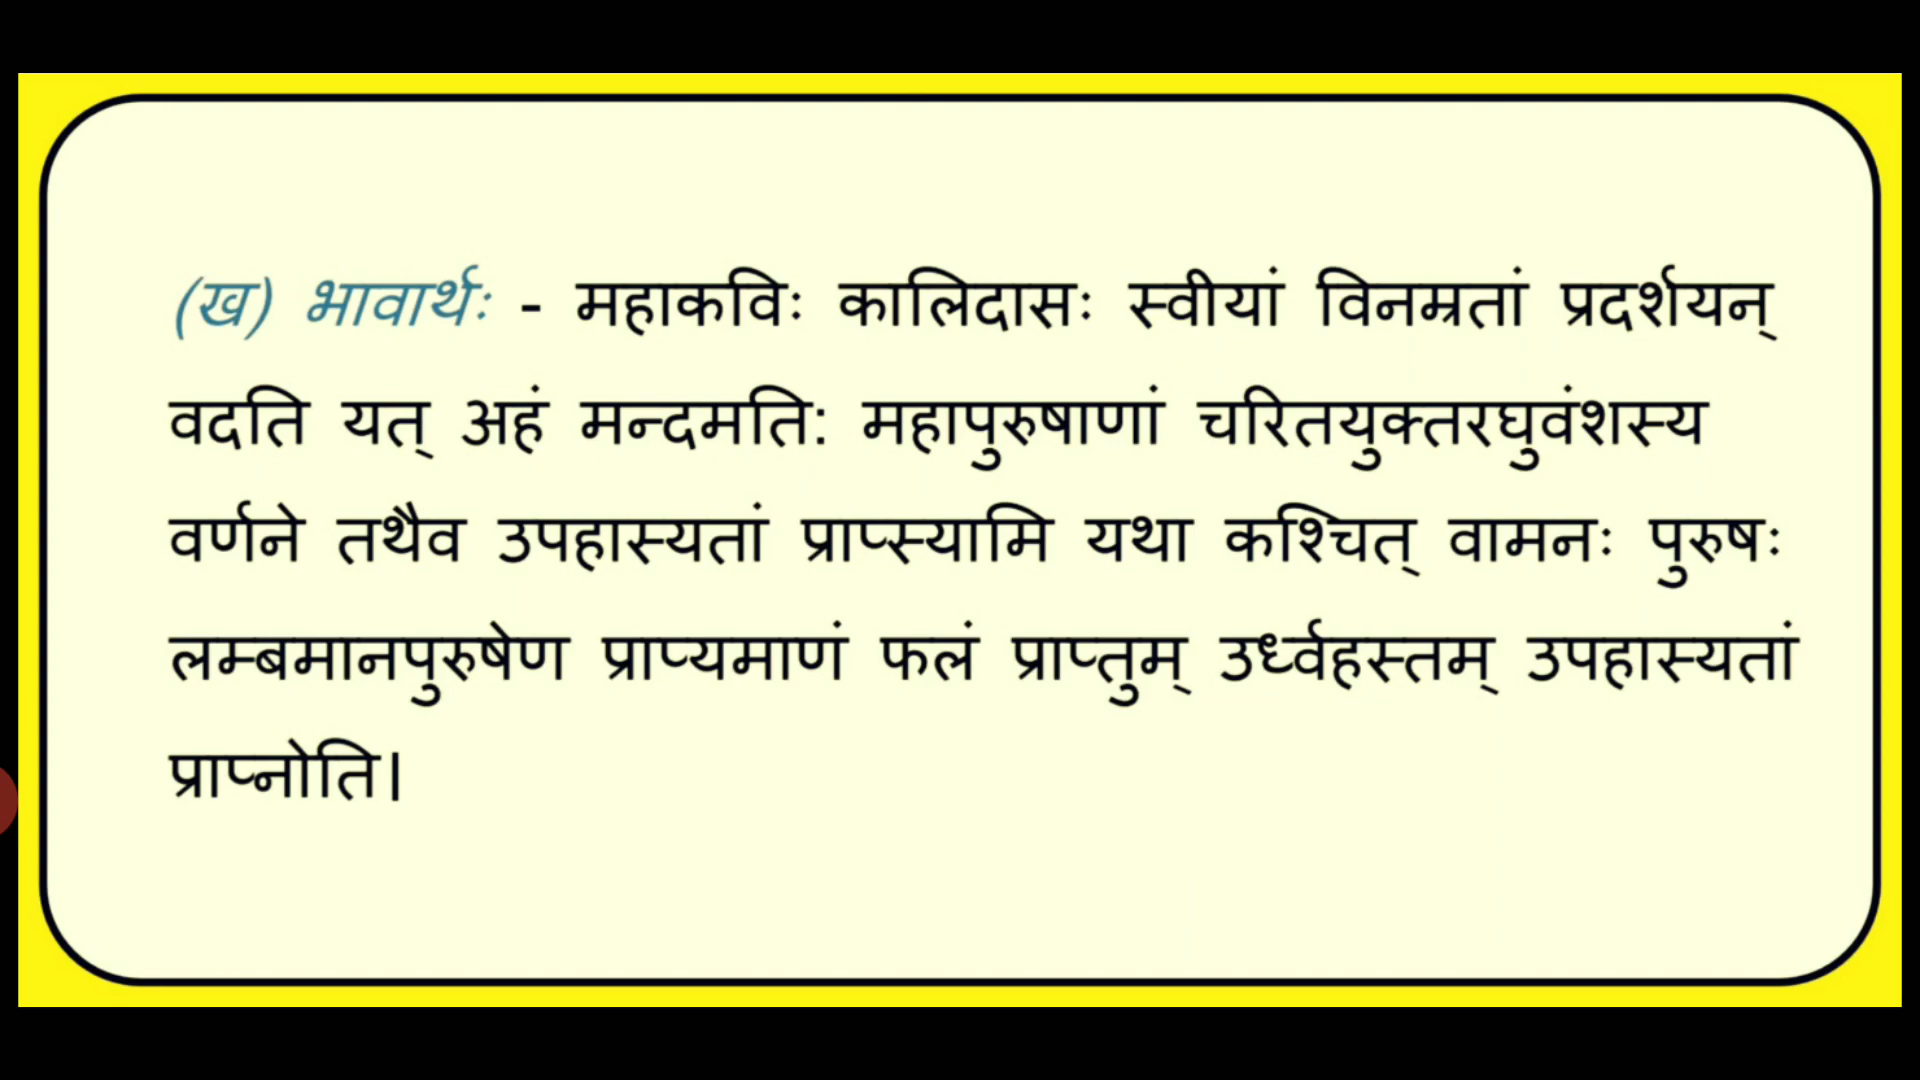 (ख) भावार्थः - महाकविः कालिदासः स्वीयां विनम्रतां प्रदर्शयन्
वदति यत् अहं मन्दमति: महापुरुषाणां चरितयुक्तरघुवंशस्य
वर्णने तथैव उपहास्यतां प्राप्स्यामि यथा कश्चित् वामनः पुरुषः
लम्बमानपुरुषेण प्राप्यमाणं फलं प्राप्तुम् उर्ध्वहस्तम् उपहास्यतां
प्राप्नोति।